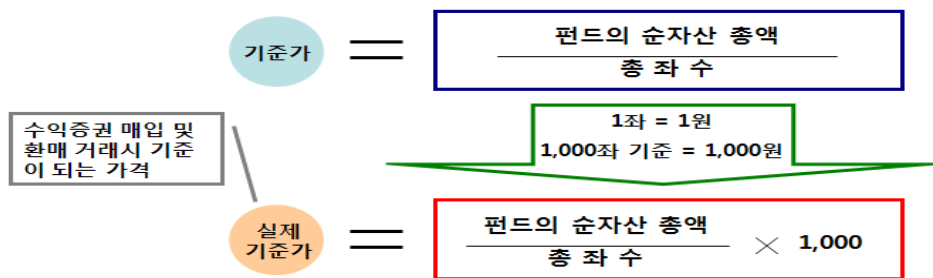 기준가
펀드의 순자산 총액
총 좌 수
수익증권 매입 및
환매 거래시 기준
이 되는 가격
1좌 = 1원
1,000좌 기준 = 1,000원
실제
기준가
펀드의 순자산 총액
총 좌 수
× 1,000